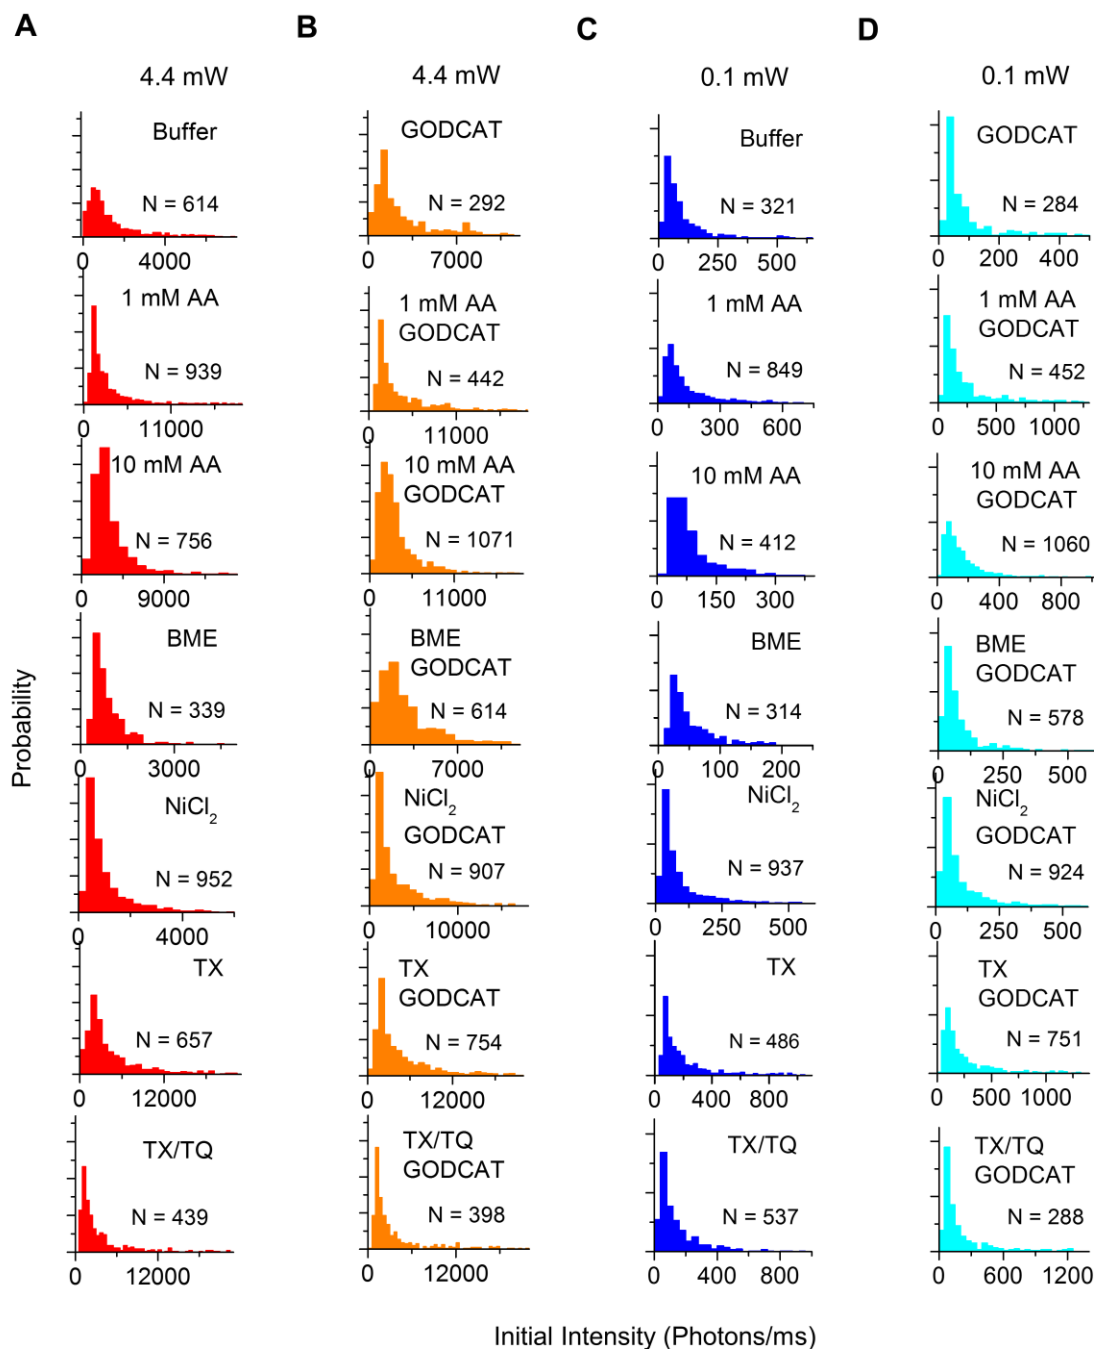 A
B
C
D
4.4 mW
4.4 mW
0.1 mW
0.1 mW
Buffer
N = 614
0 4000
GODCAT
N = 292
0 7000
Buffer
N = 321
0 250 500
GODCAT
N = 284
0 200 400
1 mM AA
N = 939
0 11000
1 mM AA
GODCAT
N = 442
0 11000
1 mM AA
N = 849
0 300 600
1 mM AA
GODCAT
N = 452
0 500 1000
10 mM AA
N = 756
0 9000
10 mM AA
GODCAT
N = 1071
0 11000
10 mM AA
N = 412
0 150 300
10 mM AA
GODCAT
N = 1060
0 400 800
BME
N = 339
0 3000
BME
GODCAT
N = 614
0 7000
BME
N = 314
0 100 200
BME
GODCAT
N = 578
0 250 500
NiCl₂
N = 952
0 4000
NiCl₂
GODCAT
N = 907
0 10000
NiCl₂
N = 937
0 250 500
NiCl₂
GODCAT
N = 924
0 250 500
TX
N = 657
0 12000
TX
GODCAT
N = 754
0 12000
TX
N = 486
0 400 800
TX
GODCAT
N = 751
0 500 1000
TX/TQ
N = 439
0 12000
TX/TQ
GODCAT
N = 398
0 12000
TX/TQ
N = 537
0 400 800
TX/TQ
GODCAT
N = 288
0 600 1200
Probability
Initial Intensity (Photons/ms)